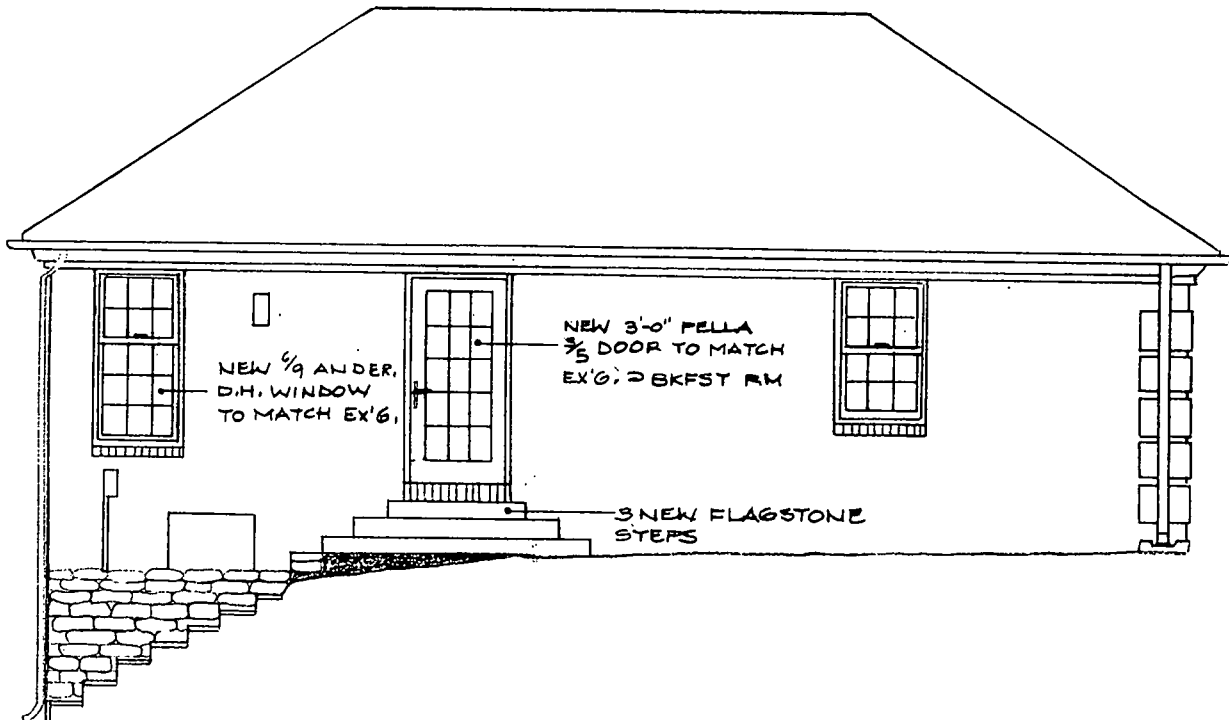 NEW 6/9 ANDER.
D.H. WINDOW
TO MATCH EX'G.
NEW 3'-0" PELLA
3/5 DOOR TO MATCH
EX'G. @ BKFST RM
3 NEW FLAGSTONE
STEPS